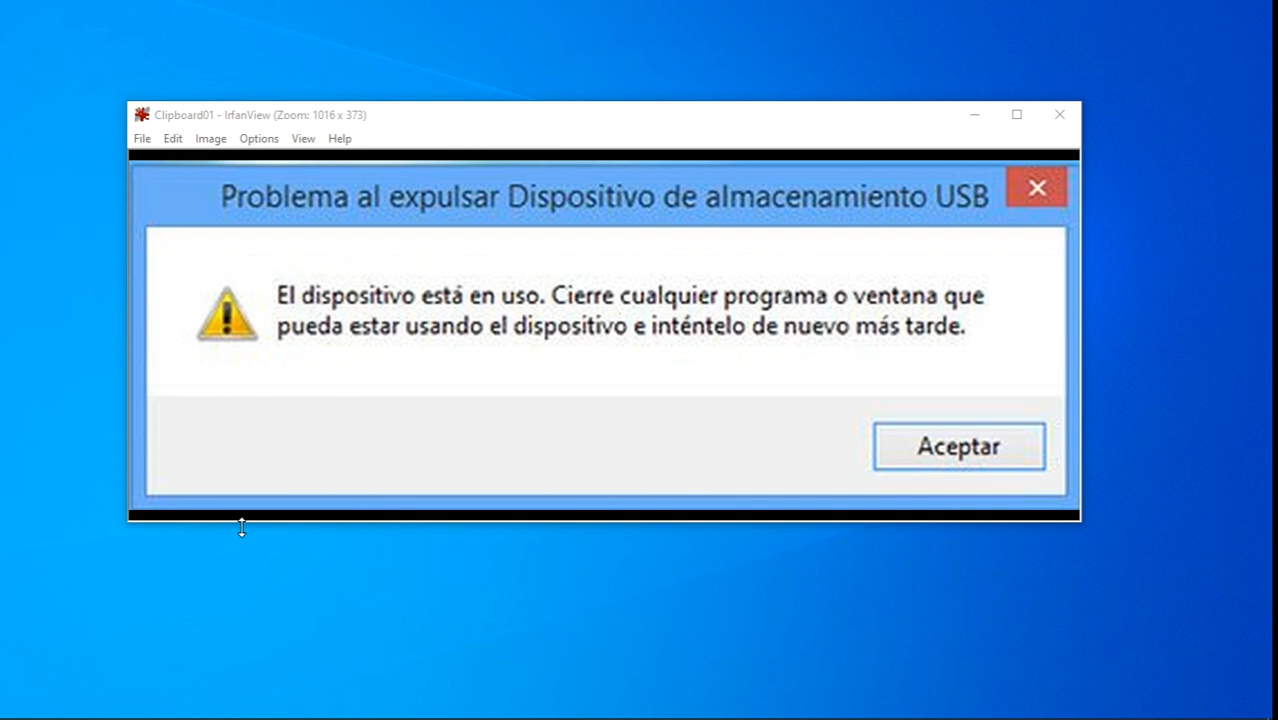 Clipboard01 - IrfanView (Zoom: 1016 x 373)
File Edit Image Options View Help
Problema al expulsar Dispositivo de almacenamiento USB
El dispositivo está en uso. Cierre cualquier programa o ventana que
pueda estar usando el dispositivo e inténtelo de nuevo más tarde.
Aceptar